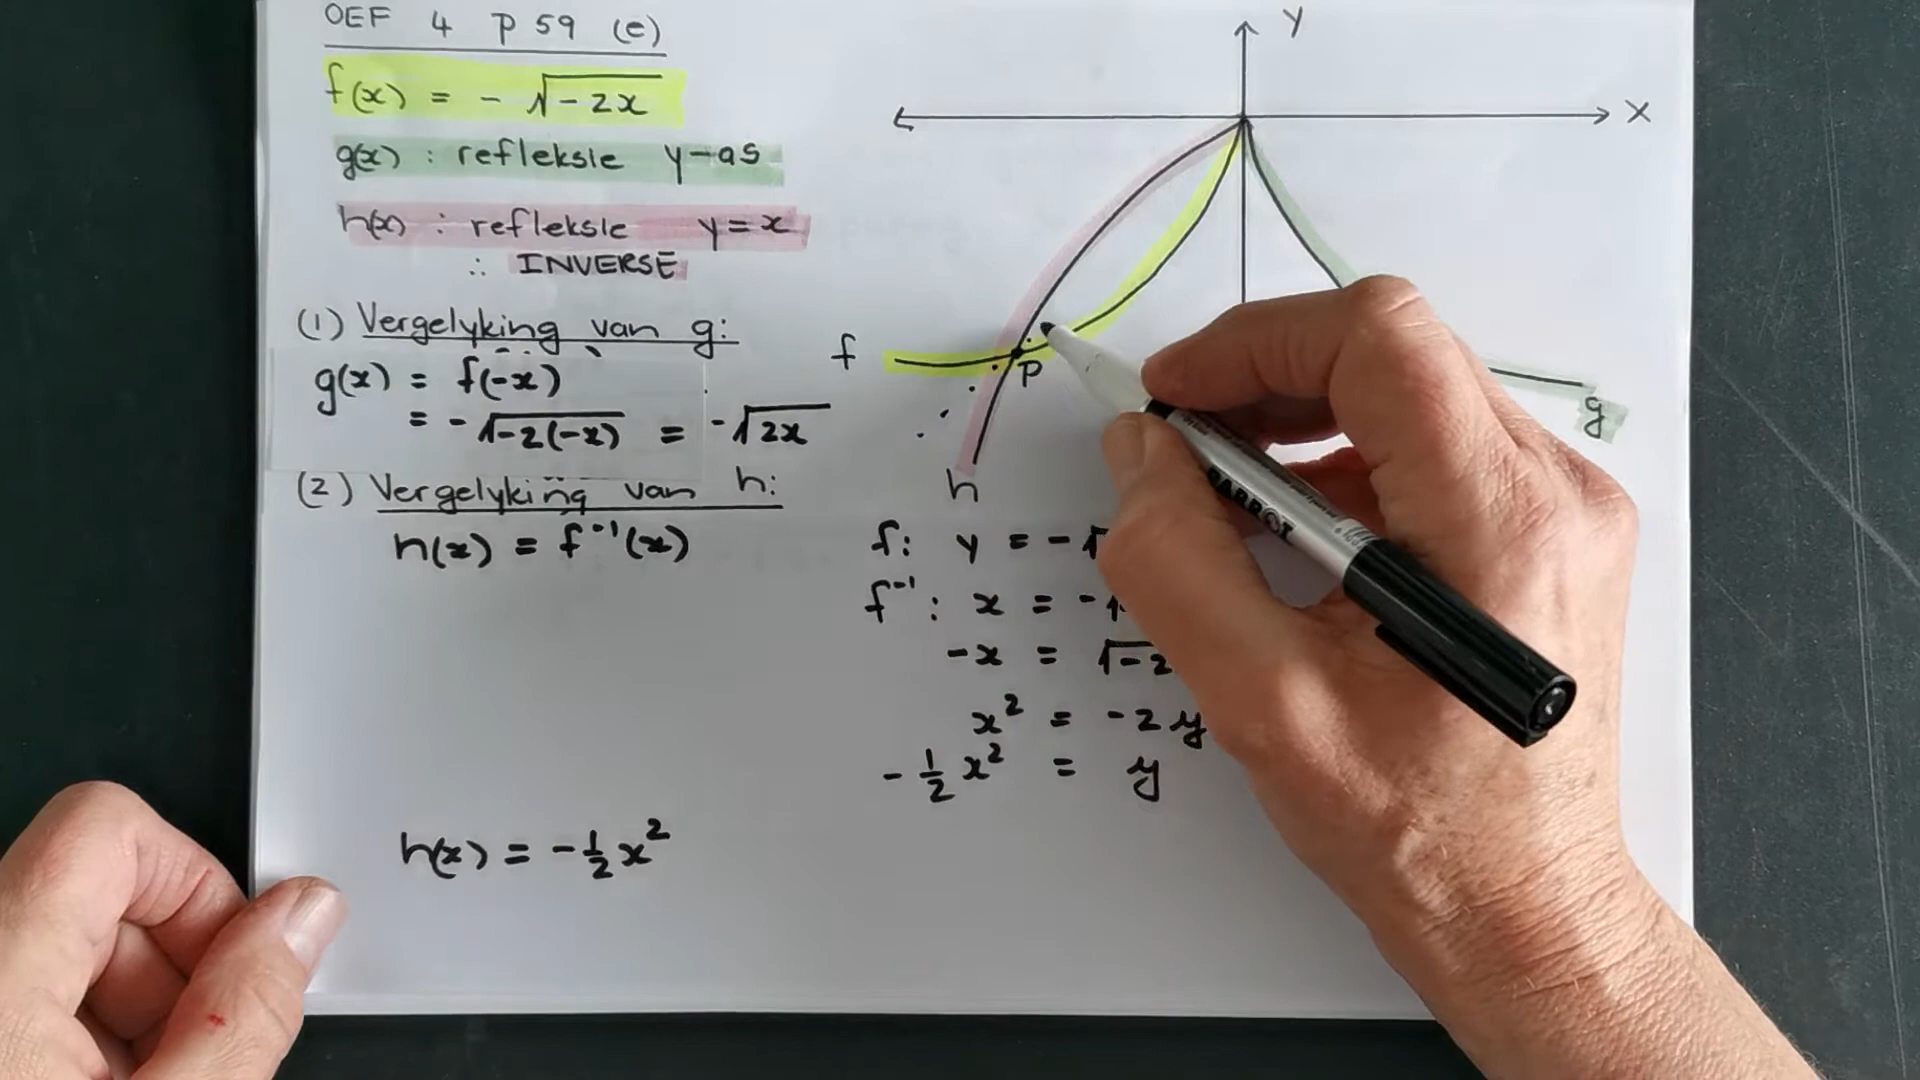 OEF 4 p 59 (e)
f(x) = - √-2x
g(x) : refleksie y-as
h(x) : refleksie y = x
∴ INVERSE
(1) Vergelyking van g:
g(x) = f(-x)
= -√-2(-x) = -√2x
(2) Vergelyking van h:
h(x) = f⁻¹(x)
h(x) = -½x²
Y
X
f
P
g
h
f: y = -√
f⁻¹: x = -√
-x = √-2
x² = -2y
-½x² = y
PARROT